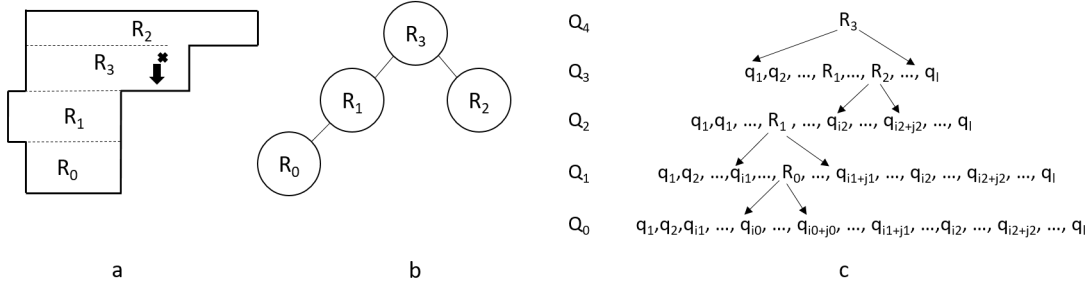 R2
R3
R1
R0
a
R3
R1
R2
R0
b
Q4 R3
Q3 q1,q2, ..., R1,..., R2, ..., ql
Q2 q1,q1, ..., R1 , ..., qi2, ..., qi2+j2, ..., ql
Q1 q1,q2, ...,qi1,..., R0, ..., qi1+j1, ..., qi2, ..., qi2+j2, ..., ql
Q0 q1,q2,qi1, ..., qi0, ..., qi0+j0, ..., qi1+j1, ...,qi2, ..., qi2+j2, ..., ql
c